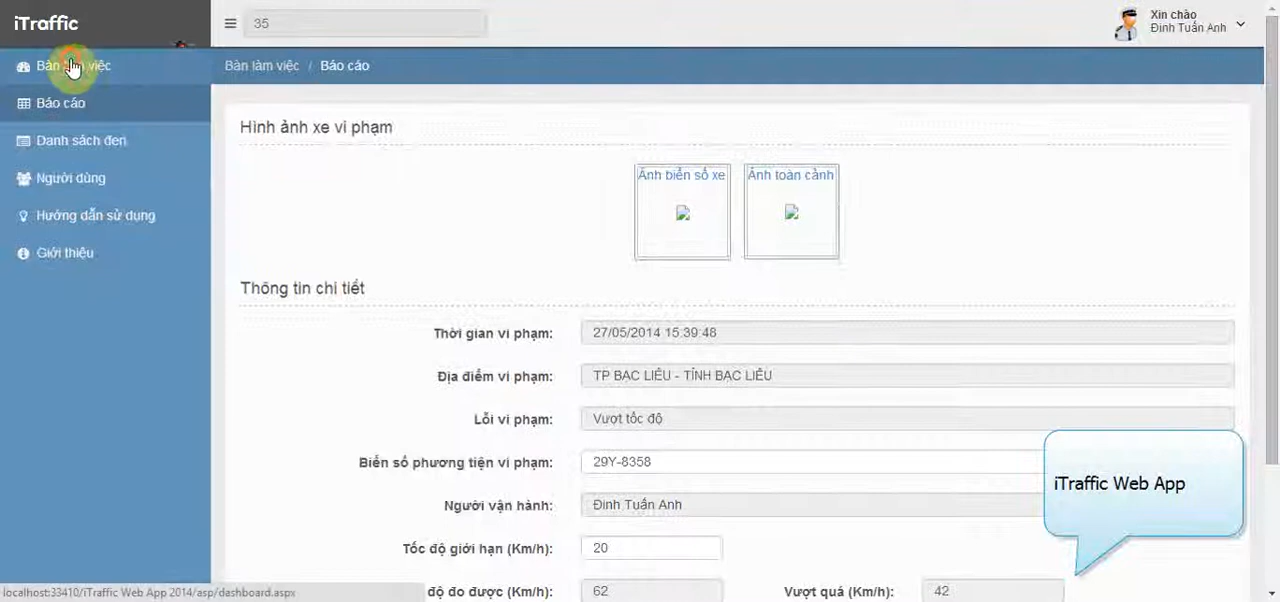 iTraffic
35
Xin chào
Đinh Tuấn Anh
Bàn làm việc
Báo cáo
Danh sách đen
Người dùng
Hướng dẫn sử dụng
Giới thiệu
Bàn làm việc / Báo cáo
Hình ảnh xe vi phạm
Ảnh biển số xe
Ảnh toàn cảnh
Thông tin chi tiết
Thời gian vi phạm: 27/05/2014 15:39:48
Địa điểm vi phạm: TP BẠC LIÊU - TỈNH BẠC LIÊU
Lỗi vi phạm: Vượt tốc độ
Biển số phương tiện vi phạm: 29Y-8358
Người vận hành: Đinh Tuấn Anh
Tốc độ giới hạn (Km/h): 20
độ đo được (Km/h): 62 Vượt quá (Km/h): 42
iTraffic Web App
localhost:33410/iTraffic Web App 2014/asp/dashboard.aspx